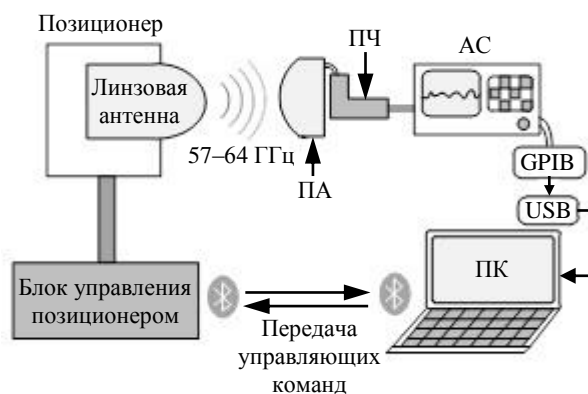 Позиционер
Линзовая
антенна
57–64 ГГц
ПЧ
ПА
АС
GPIB
USB
ПК
Блок управления
позиционером
Передача
управляющих
команд